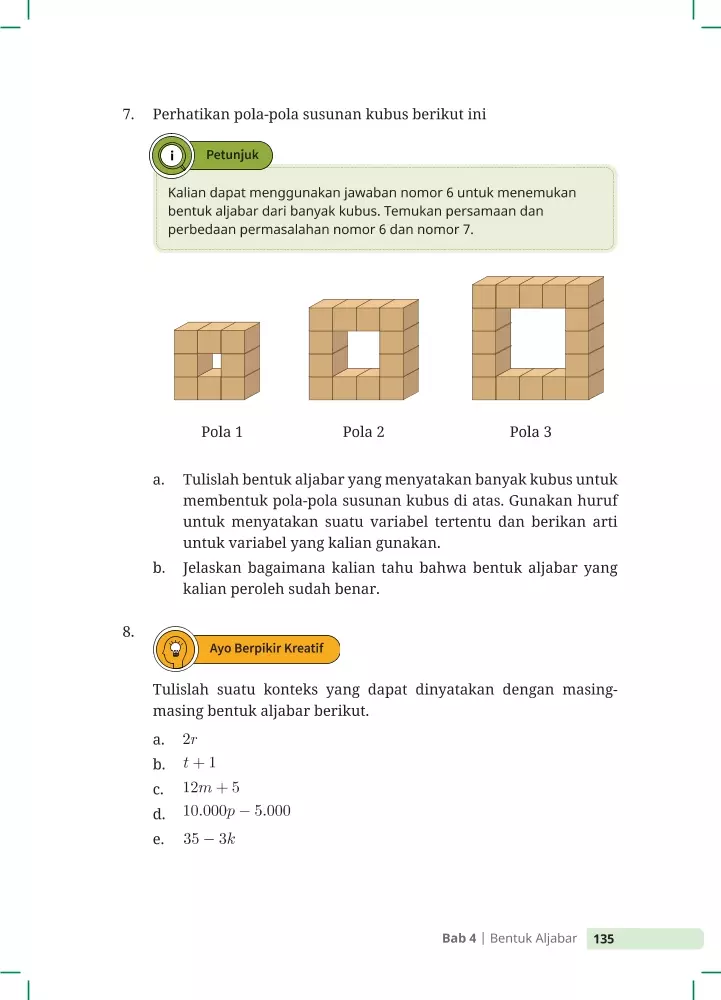 7. Perhatikan pola-pola susunan kubus berikut ini
i Petunjuk
Kalian dapat menggunakan jawaban nomor 6 untuk menemukan
bentuk aljabar dari banyak kubus. Temukan persamaan dan
perbedaan permasalahan nomor 6 dan nomor 7.
Pola 1 Pola 2 Pola 3
a. Tulislah bentuk aljabar yang menyatakan banyak kubus untuk
membentuk pola-pola susunan kubus di atas. Gunakan huruf
untuk menyatakan suatu variabel tertentu dan berikan arti
untuk variabel yang kalian gunakan.
b. Jelaskan bagaimana kalian tahu bahwa bentuk aljabar yang
kalian peroleh sudah benar.
8.
Ayo Berpikir Kreatif
Tulislah suatu konteks yang dapat dinyatakan dengan masing-
masing bentuk aljabar berikut.
a. 2r
b. t + 1
c. 12m + 5
d. 10.000p − 5.000
e. 35 − 3k
Bab 4 | Bentuk Aljabar 135